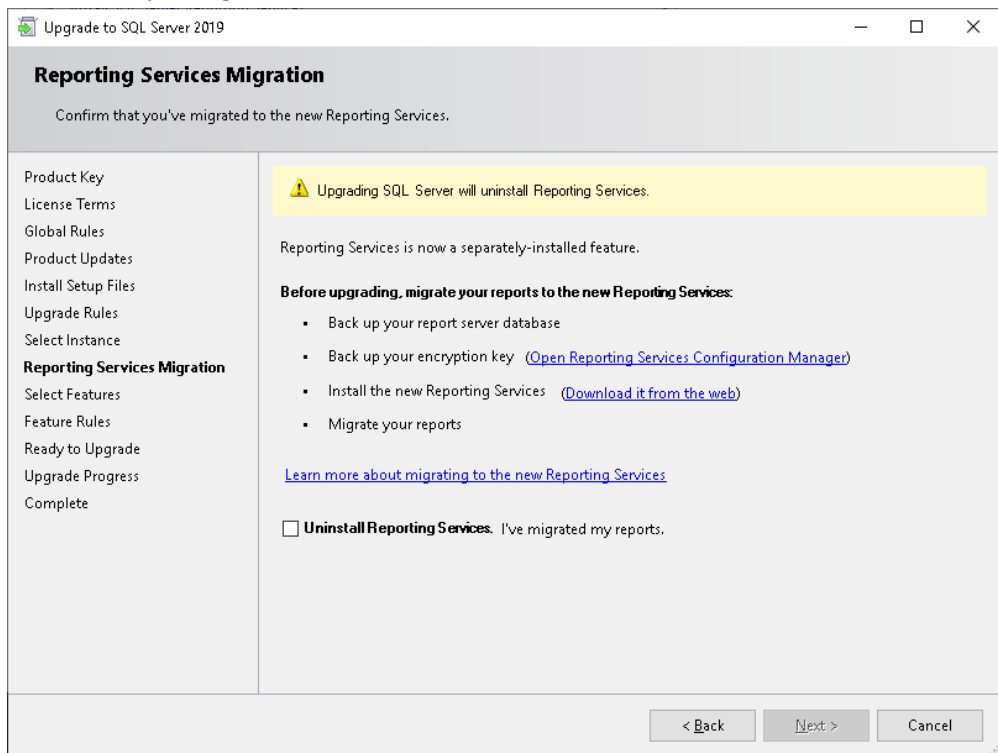 Upgrade to SQL Server 2019
Reporting Services Migration
Confirm that you've migrated to the new Reporting Services.
Product Key
License Terms
Global Rules
Product Updates
Install Setup Files
Upgrade Rules
Select Instance
Reporting Services Migration
Select Features
Feature Rules
Ready to Upgrade
Upgrade Progress
Complete
Upgrading SQL Server will uninstall Reporting Services.
Reporting Services is now a separately-installed feature.
Before upgrading, migrate your reports to the new Reporting Services:
▪ Back up your report server database
▪ Back up your encryption key (Open Reporting Services Configuration Manager)
▪ Install the new Reporting Services (Download it from the web)
▪ Migrate your reports
Learn more about migrating to the new Reporting Services
Uninstall Reporting Services. I've migrated my reports.
< Back Next > Cancel